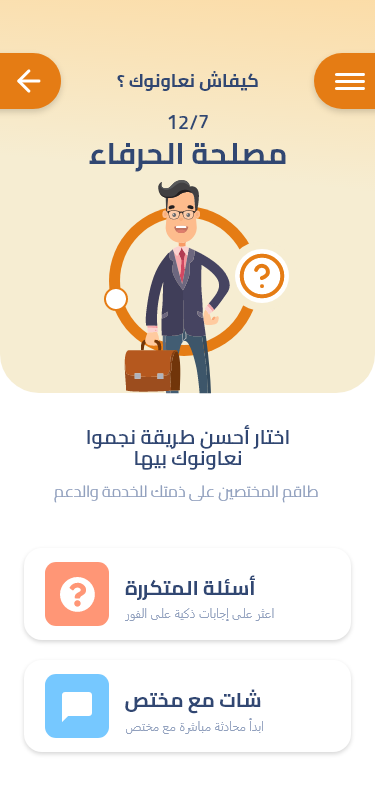 كيفاش نعاونوك ؟
12/7
مصلحة الحرفاء
اختار أحسن طريقة نجموا
نعاونوك بيها
طاقم المختصين على ذمتك للخدمة والدعم
أسئلة المتكررة
اعثر على إجابات ذكية على الفور
شات مع مختص
ابدأ محادثة مباشرة مع مختص